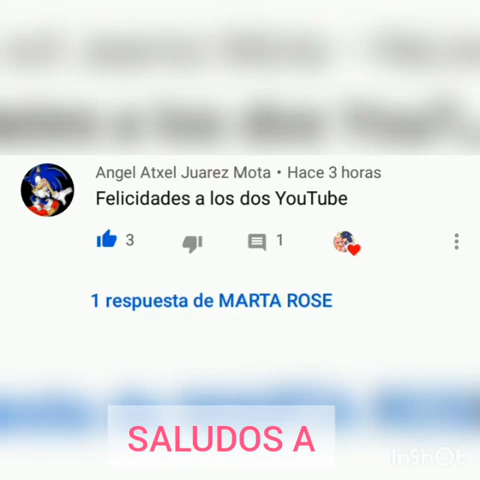 Angel Atxel Juarez Mota • Hace 3 horas
Felicidades a los dos YouTube
3
1
1 respuesta de MARTA ROSE
SALUDOS A
InShOt